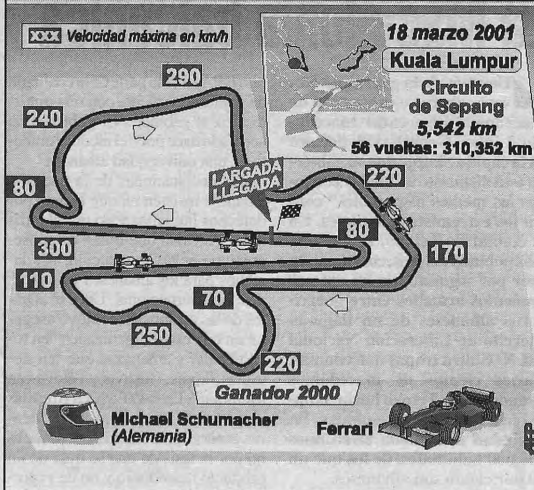 XXX Velocidad máxima en km/h
18 marzo 2001
Kuala Lumpur
Circuito
de Sepang
5,542 km
56 vueltas: 310,352 km
290
240
LARGADA
LLEGADA
220
80
80
300
170
110
70
250
220
Ganador 2000
Michael Schumacher
(Alemania)
Ferrari